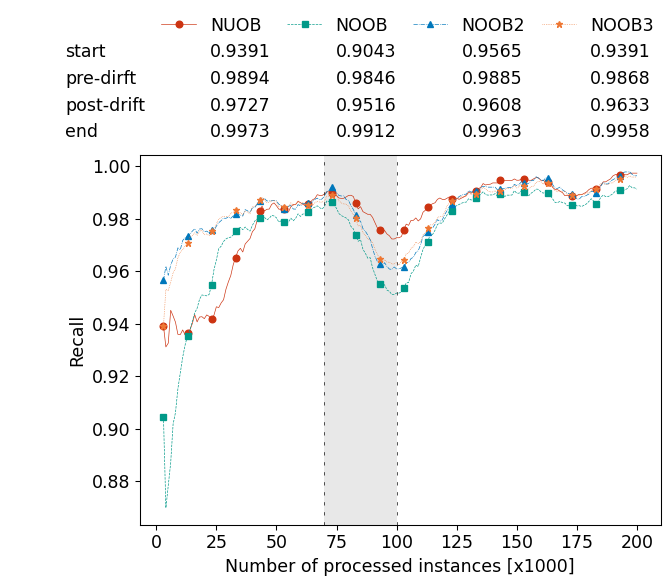 NUOB NOOB NOOB2 NOOB3
start 0.9391 0.9043 0.9565 0.9391
pre-dirft 0.9894 0.9846 0.9885 0.9868
post-drift 0.9727 0.9516 0.9608 0.9633
end 0.9973 0.9912 0.9963 0.9958
1.00
0.98
0.96
0.94
0.92
0.90
0.88
Recall
0 25 50 75 100 125 150 175 200
Number of processed instances [x1000]